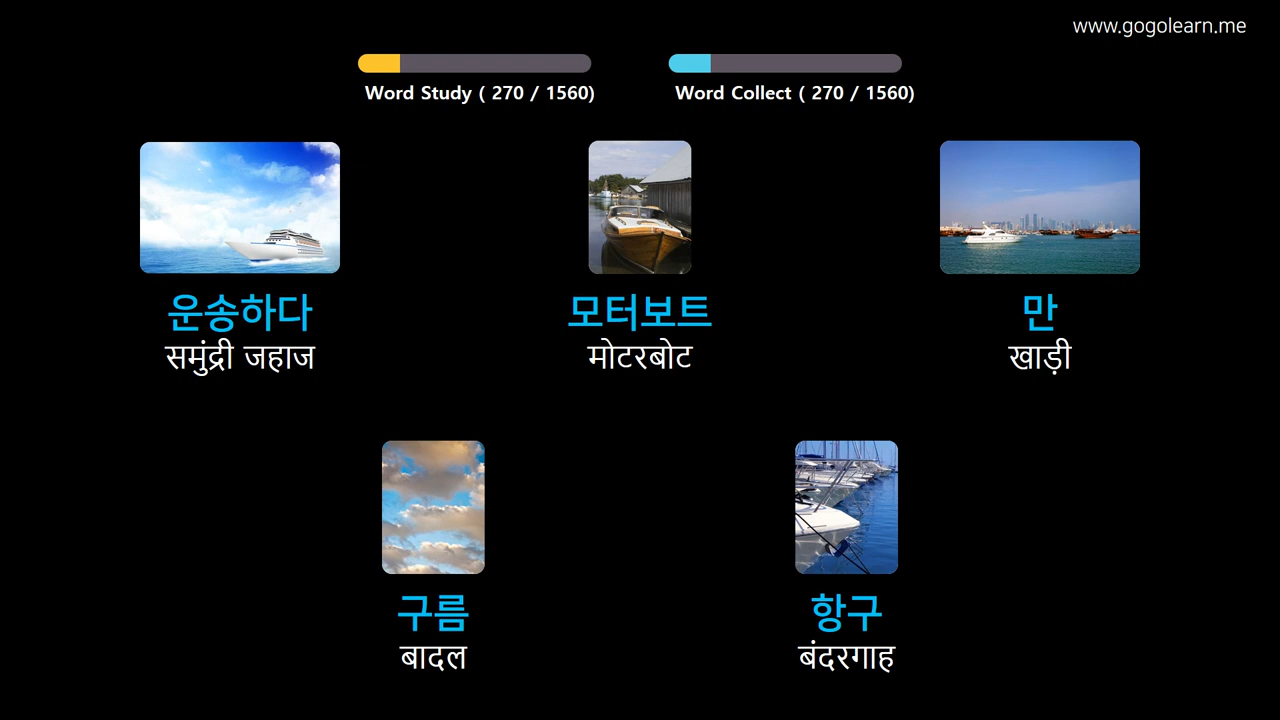 www.gogolearn.me
Word Study ( 270 / 1560)
Word Collect ( 270 / 1560)
운송하다
समुंद्री जहाज
모터보트
मोटरबोट
만
खाड़ी
구름
बादल
항구
बंदरगाह